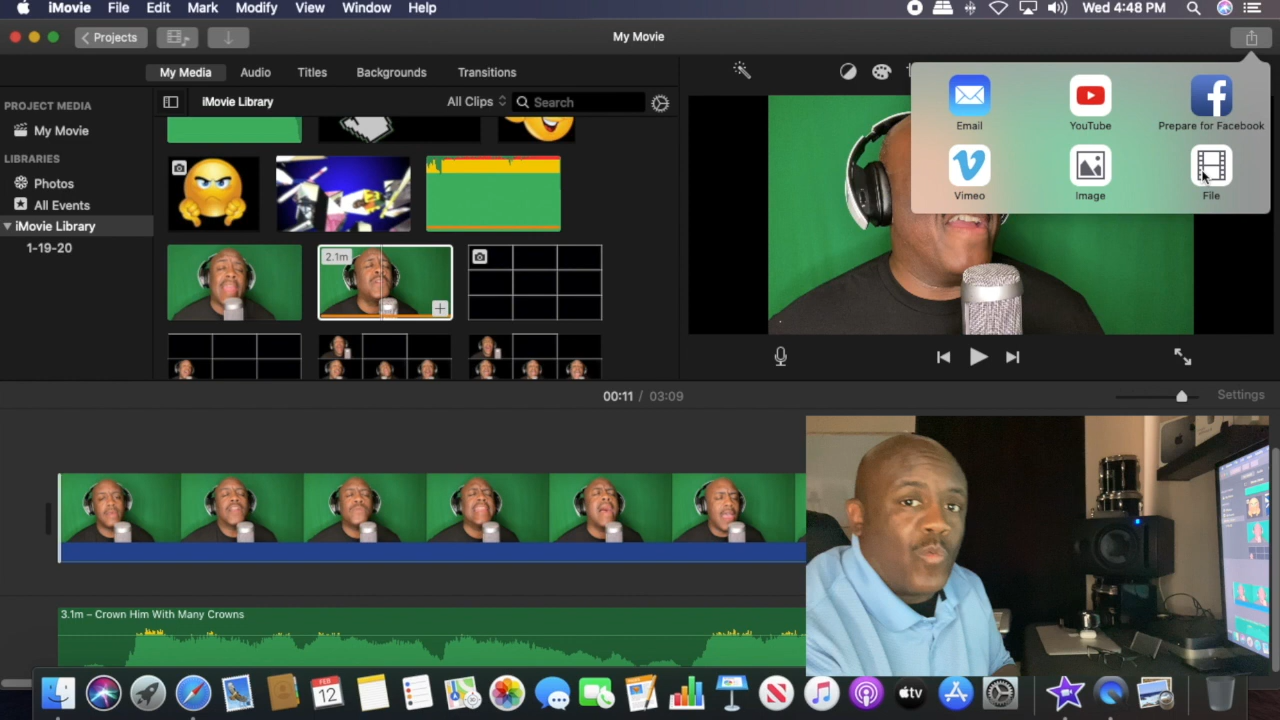 iMovie File Edit Mark Modify View Window Help Wed 4:48 PM
Projects My Movie
My Media Audio Titles Backgrounds Transitions
PROJECT MEDIA
My Movie
LIBRARIES
Photos
All Events
iMovie Library
1-19-20
iMovie Library All Clips Search
2.1m
Email YouTube Prepare for Facebook
Vimeo Image File
00:11 / 03:09 Settings
3.1m – Crown Him With Many Crowns
FEB
12
tv